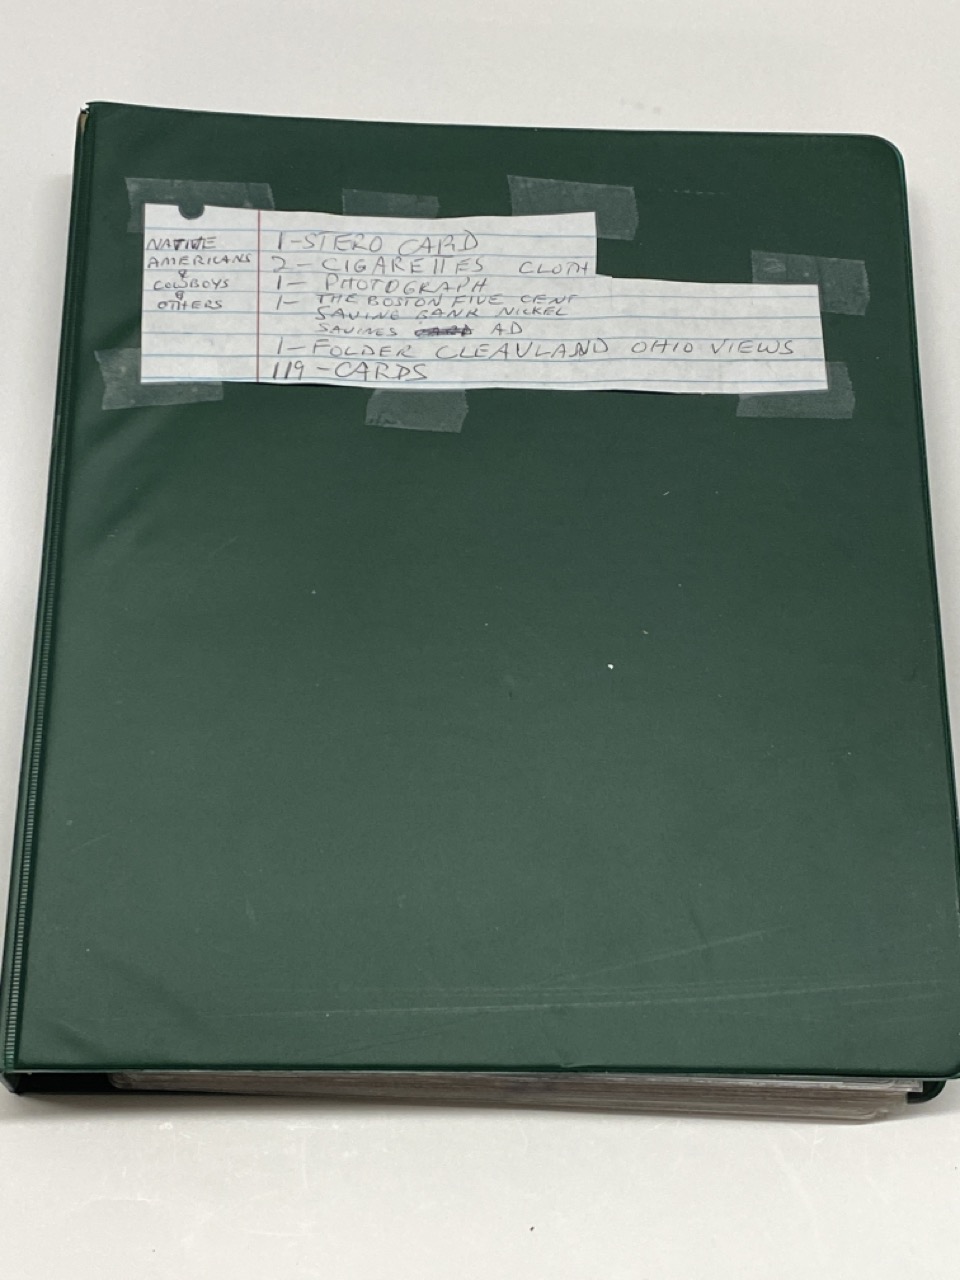 NATIVE
AMERICANS
&
COWBOYS
&
OTHERS
1-STERO CARD
2-CIGARETTES CLOTH
1-PHOTOGRAPH
1-THE BOSTON FIVE CENT
SAVING BANK NICKEL
SAVINES AD
1-FOLDER CLEAVLAND OHIO VIEWS
119-CARDS